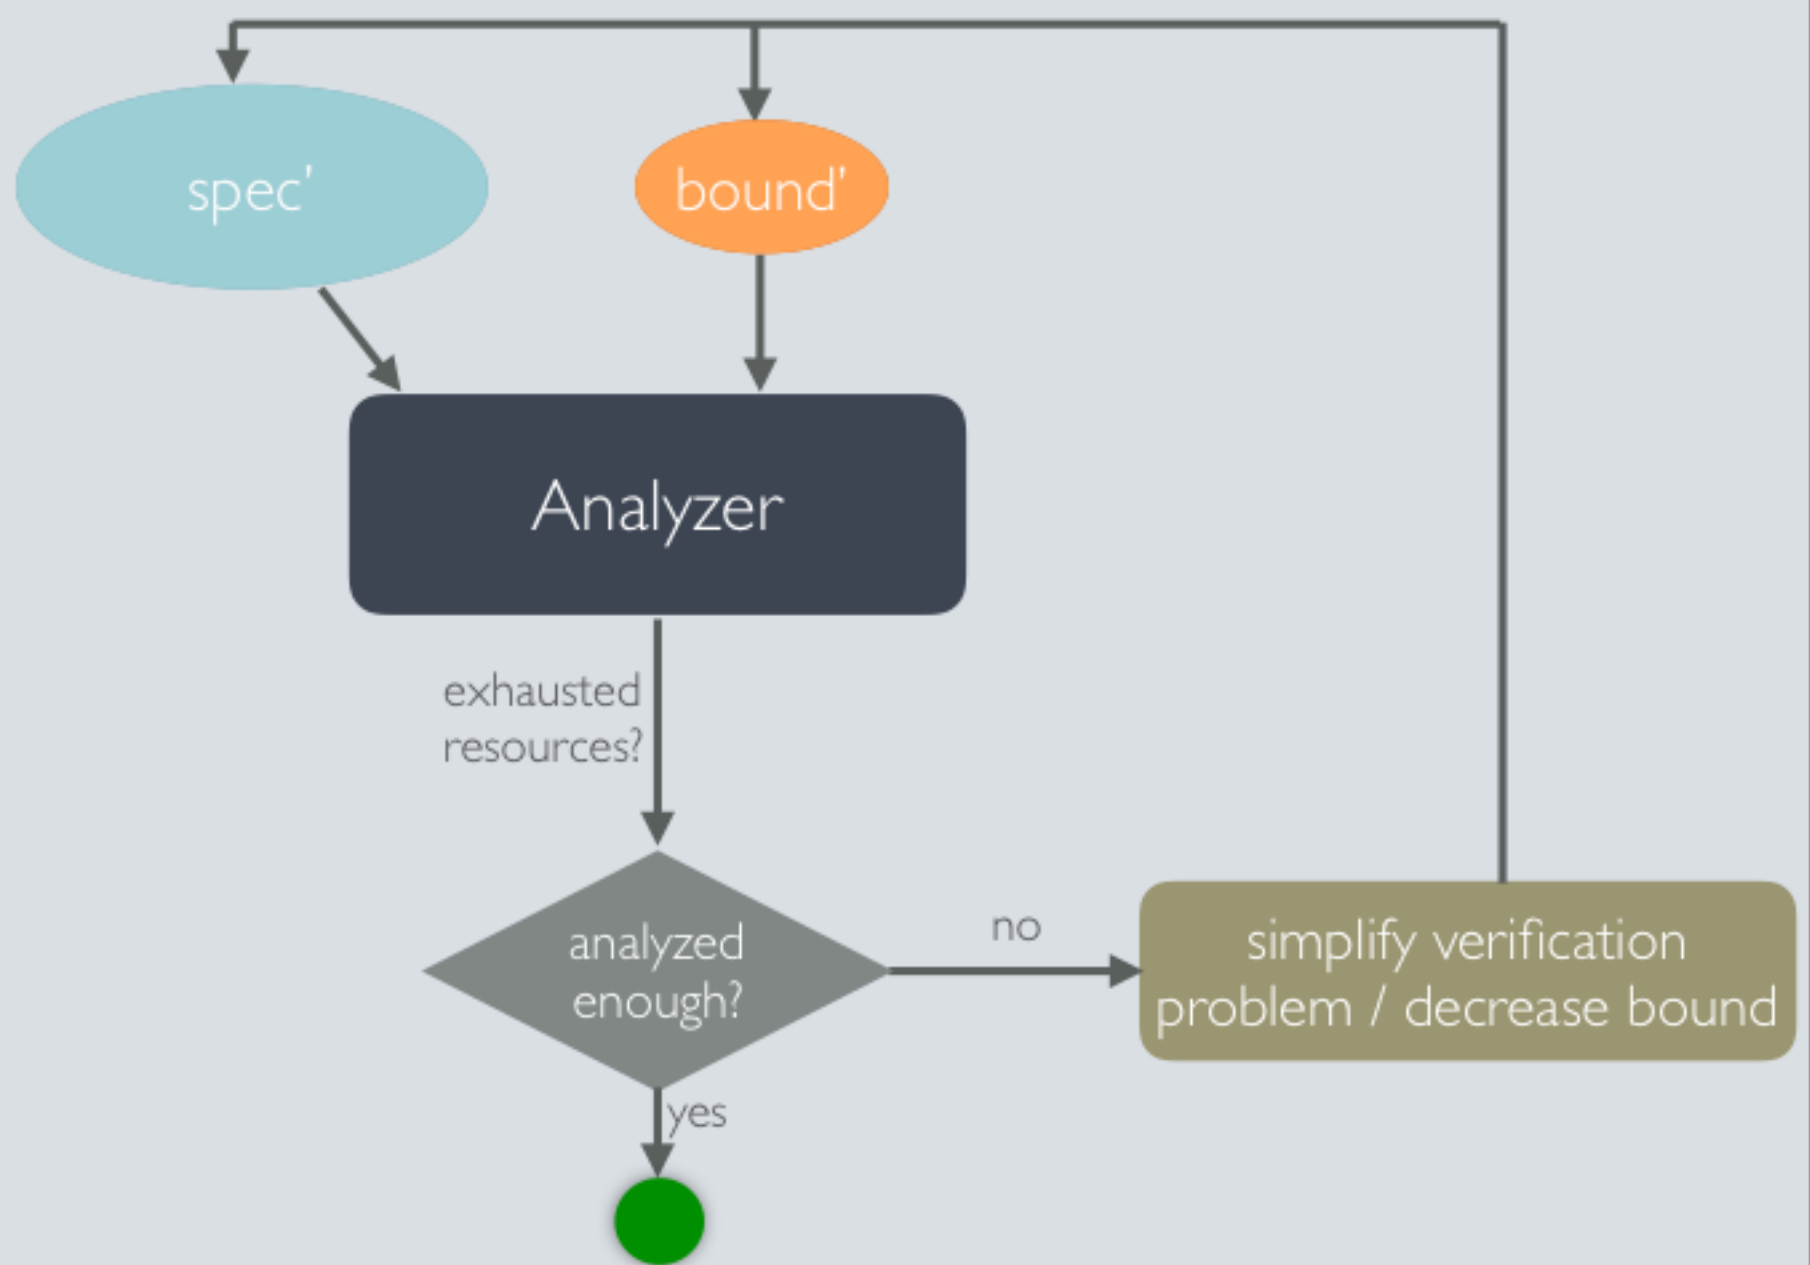 spec’
bound’
Analyzer
exhausted
resources?
analyzed
enough?
no
simplify verification
problem / decrease bound
yes